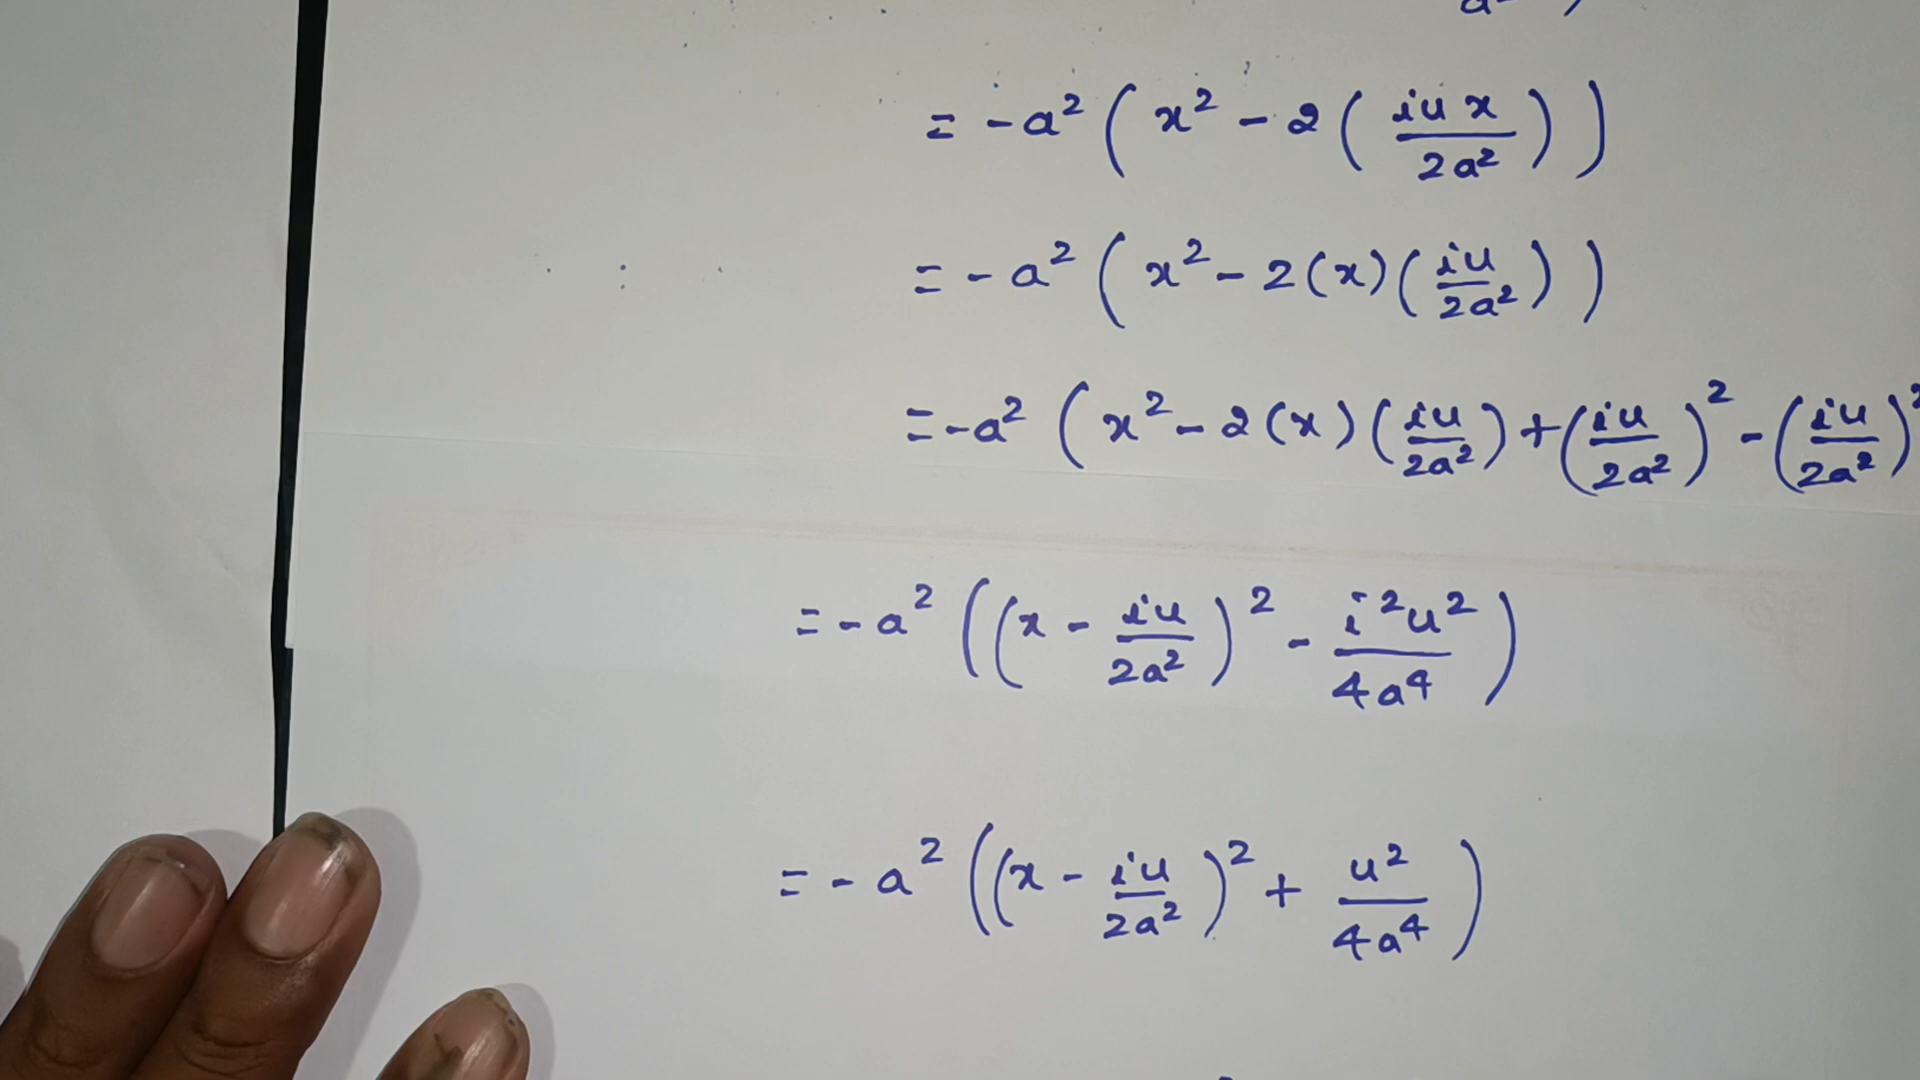 = -a² ( x² - 2 ( iux / 2a² ) )
= -a² ( x² - 2(x) ( iu / 2a² ) )
= -a² ( x² - 2(x) ( iu / 2a² ) + ( iu / 2a² )² - ( iu / 2a² )²
= -a² ( ( x - iu / 2a² )² - i²u² / 4a⁴ )
= -a² ( ( x - iu / 2a² )² + u² / 4a⁴ )